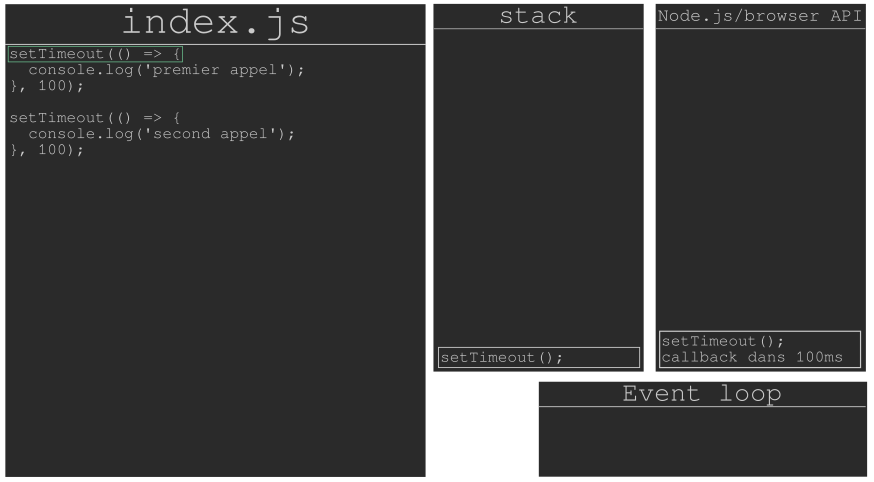 index.js
setTimeout(() => {
  console.log('premier appel');
}, 100);

setTimeout(() => {
  console.log('second appel');
}, 100);
stack
setTimeout();
Node.js/browser API
setTimeout();
callback dans 100ms
Event loop